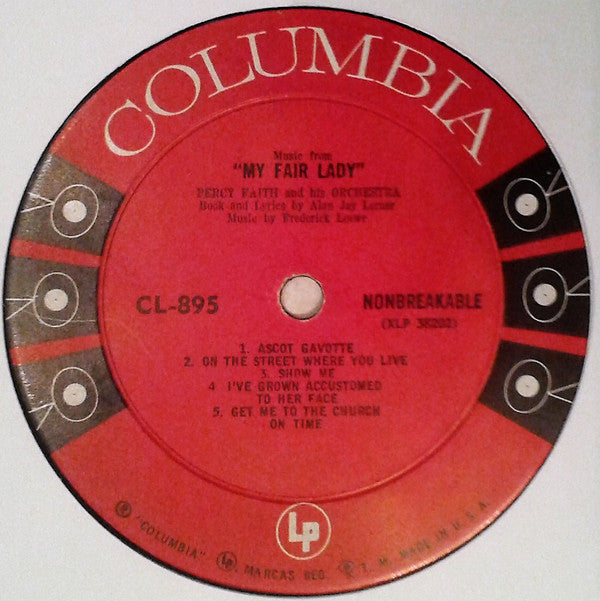 COLUMBIA
Music from
"MY FAIR LADY"
PERCY FAITH and his ORCHESTRA
Book and Lyrics by Alan Jay Lerner
Music by Frederick Loewe
CL-895
NONBREAKABLE
(XLP 38202)
1. ASCOT GAVOTTE
2. ON THE STREET WHERE YOU LIVE
3. SHOW ME
4. I'VE GROWN ACCUSTOMED
TO HER FACE
5. GET ME TO THE CHURCH
ON TIME
Lp
® "COLUMBIA" Lp MARCAS REG. ® T. M. MADE IN U. S. A.